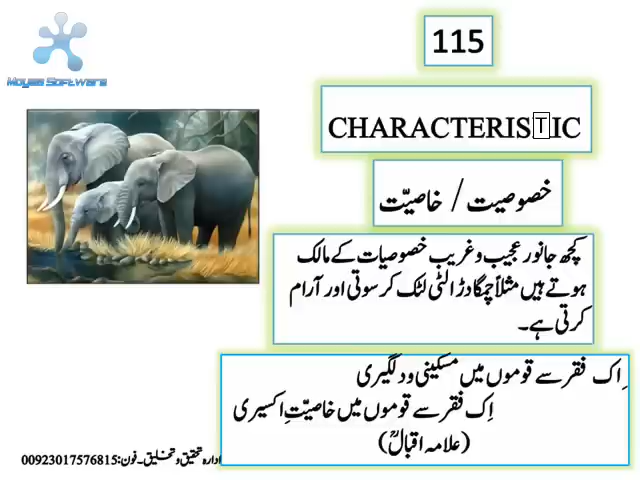 115
Moyas Software
CHARACTERISTIC
خصوصیت / خاصیّت
کچھ جانور عجیب و غریب خصوصیات کے مالک
ہوتے ہیں مثلاً چمگادڑ الٹی لٹک کر سوتی اور آرام
کرتی ہے۔
اِک فقر سے قوموں میں مسکینی و دلگیری
اِک فقر سے قوموں میں خاصیّتِ اکسیری
(علامہ اقبالؒ)
ادارہ تحقیق و تخلیق۔ فون: 00923017576815